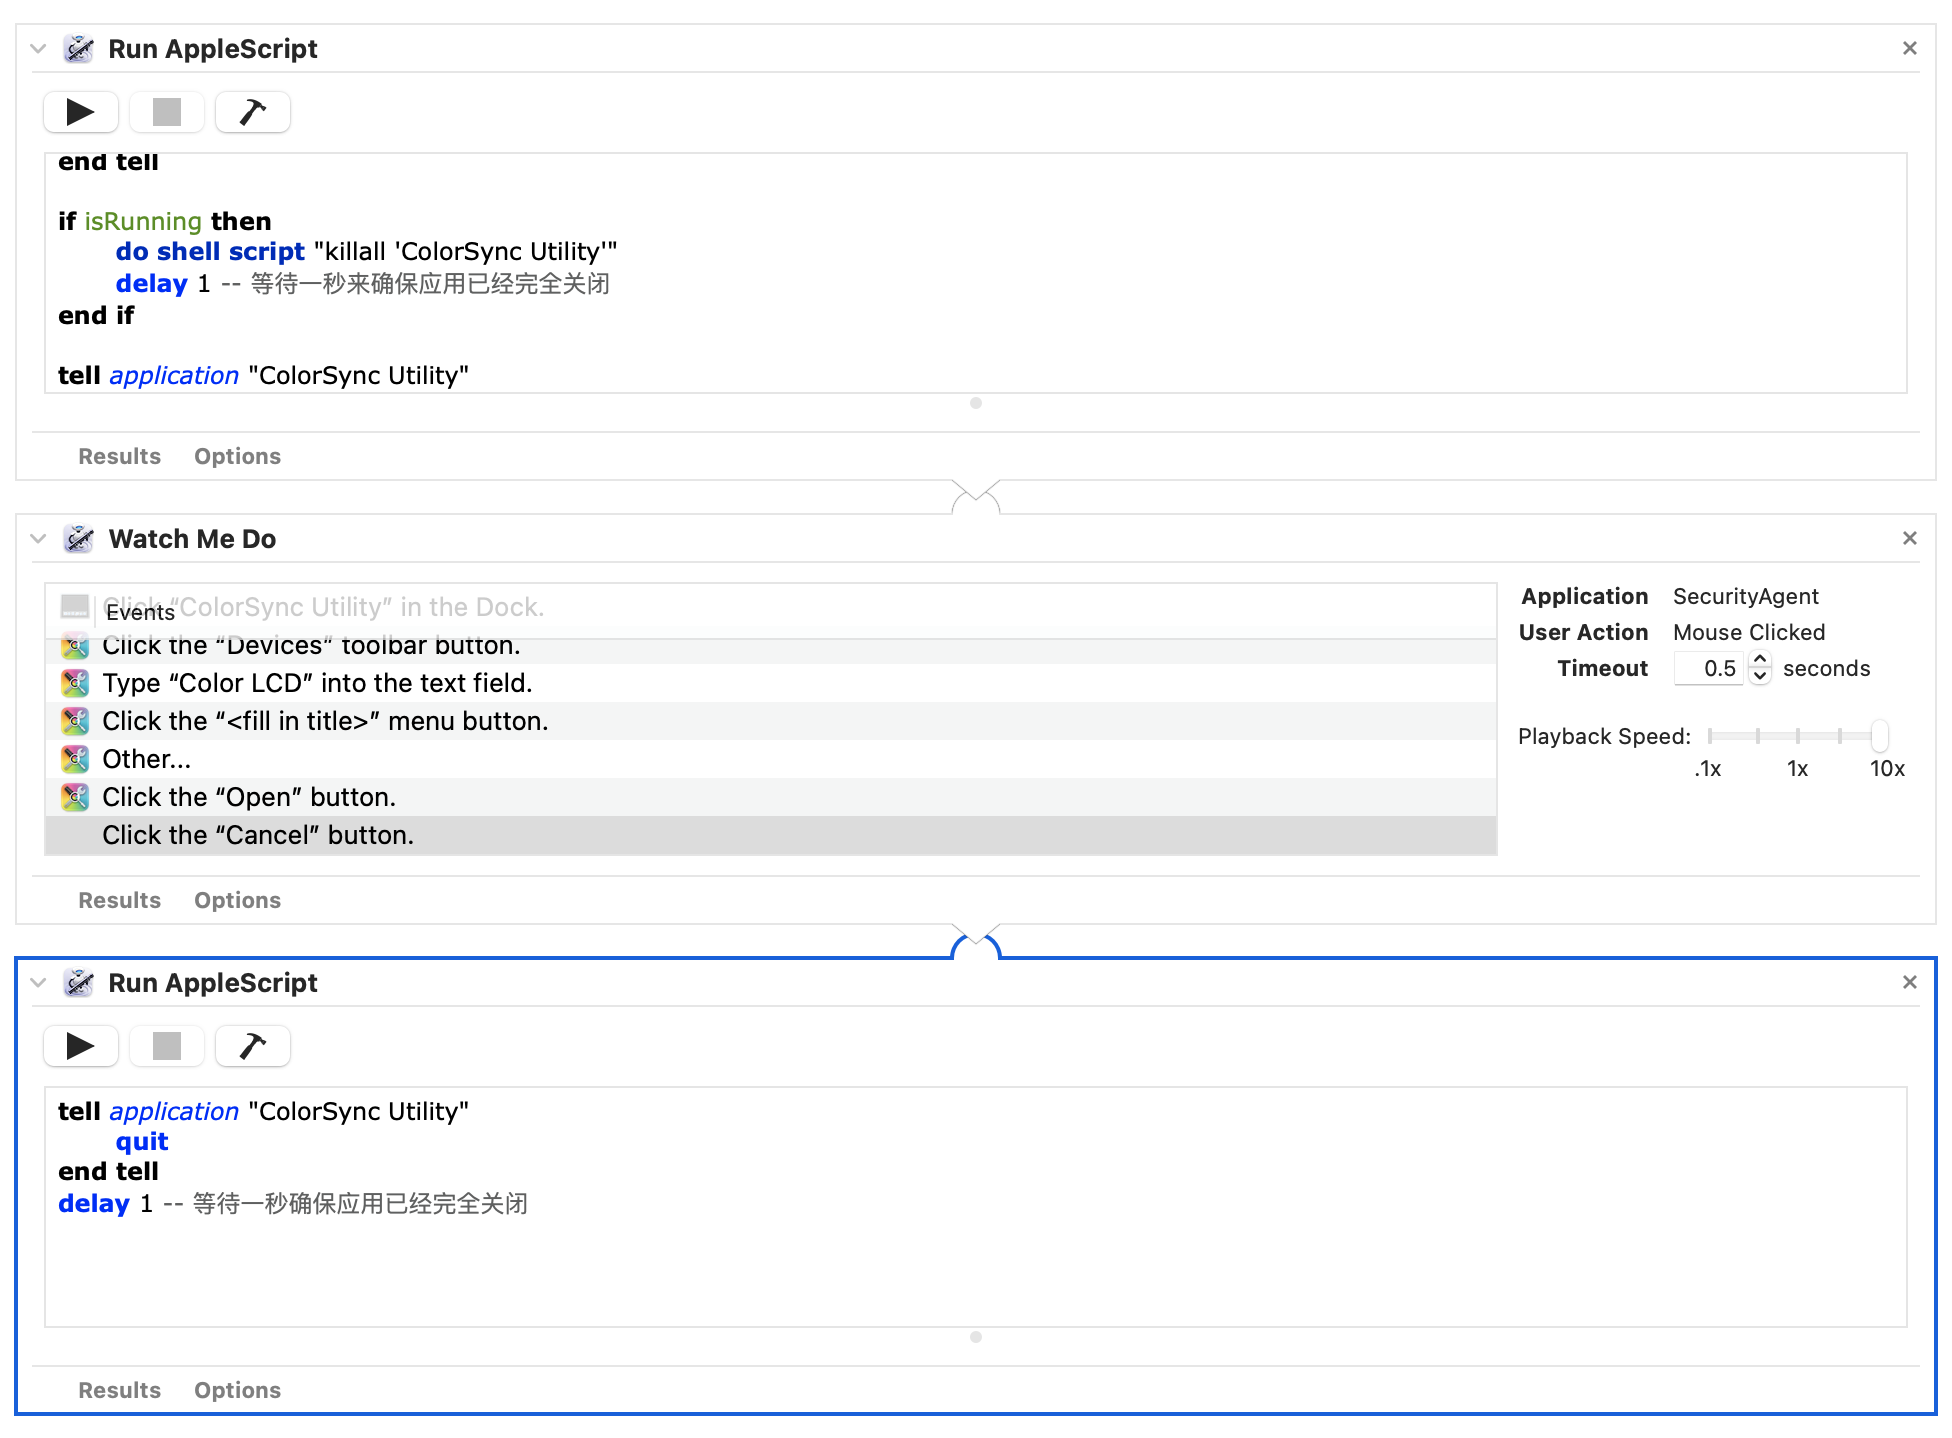 Run AppleScript
end tell
if isRunning then
do shell script "killall 'ColorSync Utility'"
delay 1 -- 等待一秒来确保应用已经完全关闭
end if
tell application "ColorSync Utility"
Results Options
Watch Me Do
Click “ColorSync Utility” in the Dock.
Events
Click the “Devices” toolbar button.
Type “Color LCD” into the text field.
Click the “<fill in title>” menu button.
Other...
Click the “Open” button.
Click the “Cancel” button.
Application SecurityAgent
User Action Mouse Clicked
Timeout 0.5 seconds
Playback Speed:
.1x 1x 10x
Results Options
Run AppleScript
tell application "ColorSync Utility"
quit
end tell
delay 1 -- 等待一秒确保应用已经完全关闭
Results Options